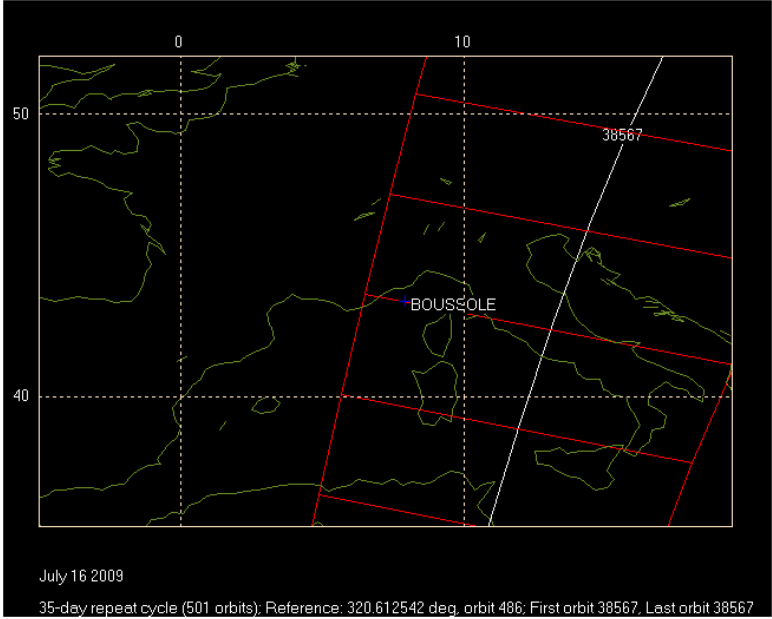 0 10
50
38567
BOUSSOLE
40
July 16 2009
35-day repeat cycle (501 orbits); Reference: 320.612542 deg, orbit 486; First orbit 38567, Last orbit 38567